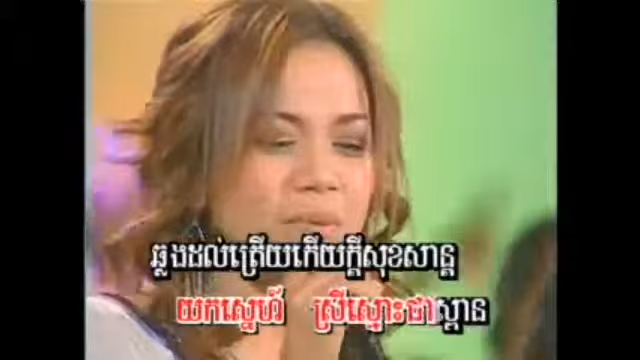 ឆ្លងដល់ត្រើយកើយក្ដីសុខសាន្ត
យកស្នេហ៍ ស្រីស្មោះជាស្ពាន